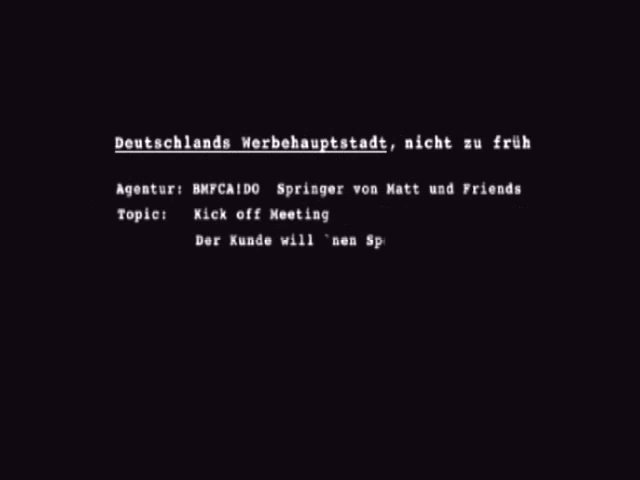 Deutschlands Werbehauptstadt, nicht zu früh
Agentur: BMFCA!DO Springer von Matt und Friends
Topic: Kick off Meeting
Der Kunde will `nen Sp